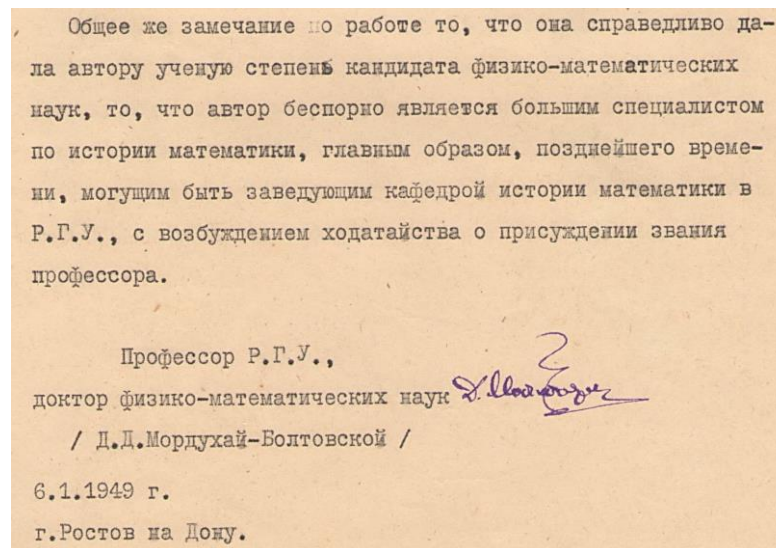 Общее же замечание по работе то, что она справедливо да-
ла автору ученую степень кандидата физико-математических
наук, то, что автор беспорно является большим специалистом
по истории математики, главным образом, позднейшего време-
ни, могущим быть заведующим кафедрой истории математики в
Р.Г.У., с возбуждением ходатайства о присуждении звания
профессора.
Профессор Р.Г.У.,
доктор физико-математических наук
/ Д.Д.Мордухай-Болтовской /
6.1.1949 г.
г.Ростов на Дону.